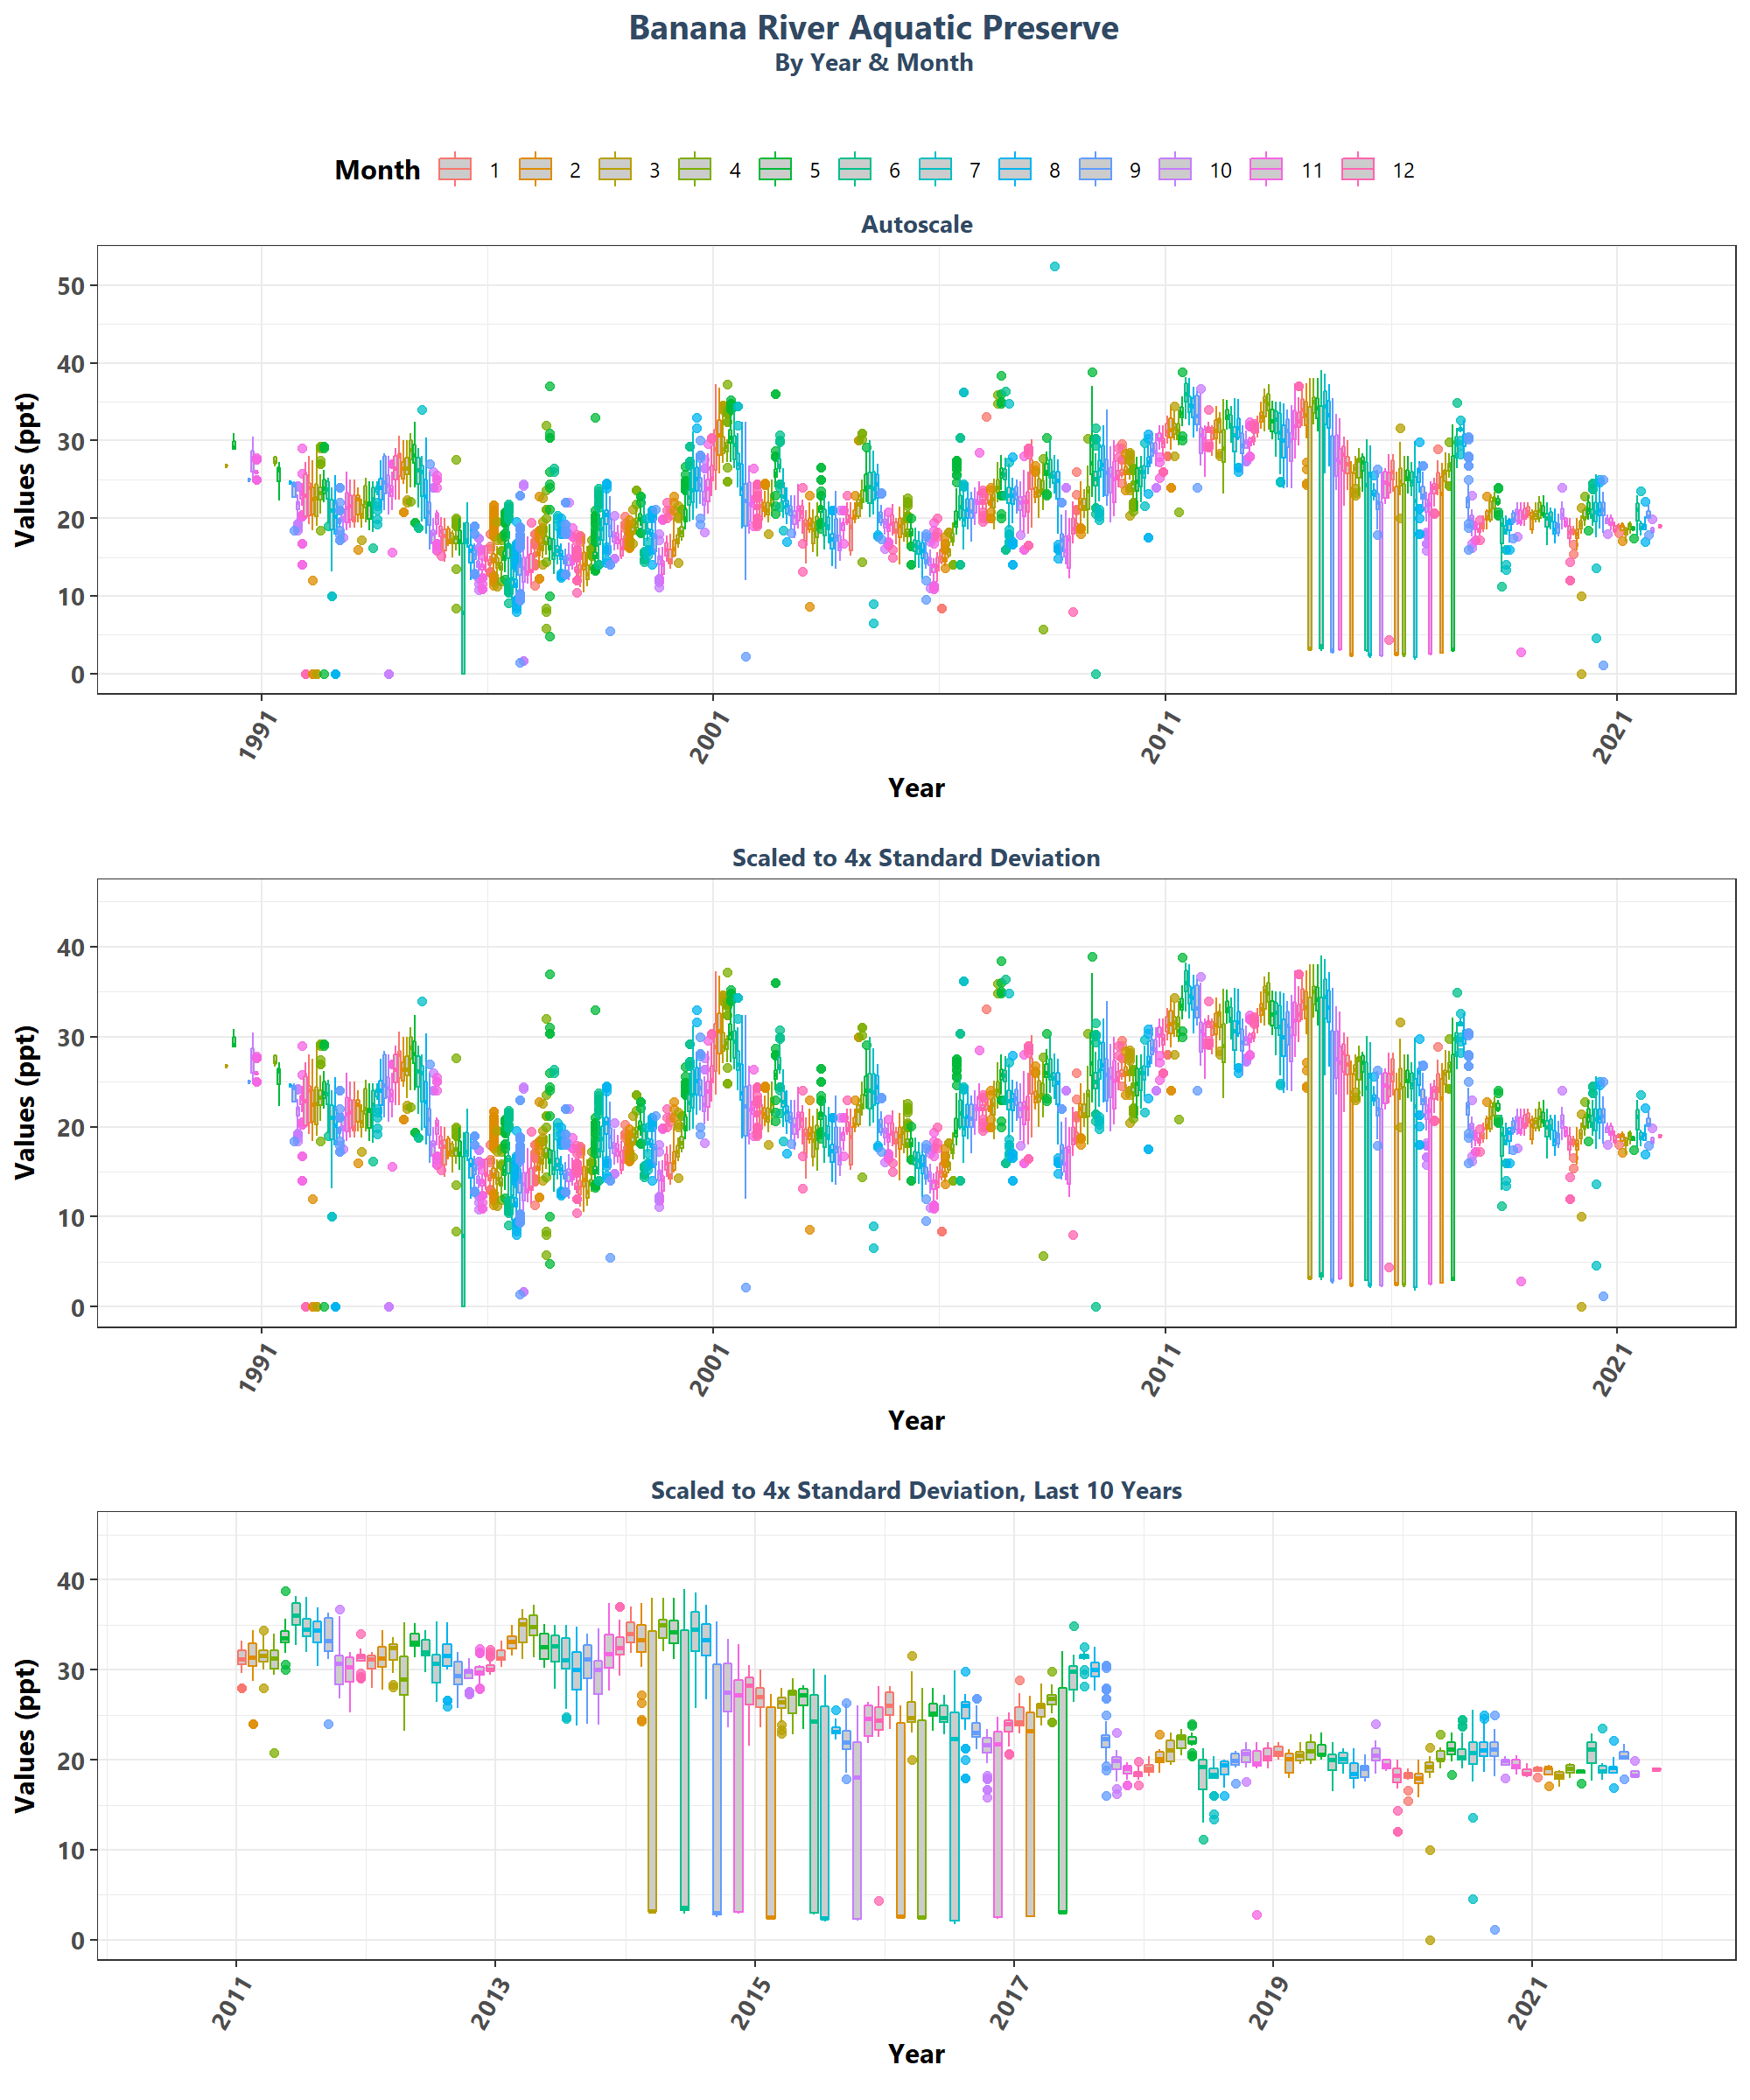 Banana River Aquatic Preserve
By Year & Month
Month 1 2 3 4 5 6 7 8 9 10 11 12
Autoscale
Values (ppt)
50
40
30
20
10
0
1991 2001 2011 2021
Year
Scaled to 4x Standard Deviation
Values (ppt)
40
30
20
10
0
1991 2001 2011 2021
Year
Scaled to 4x Standard Deviation, Last 10 Years
Values (ppt)
40
30
20
10
0
2011 2013 2015 2017 2019 2021
Year